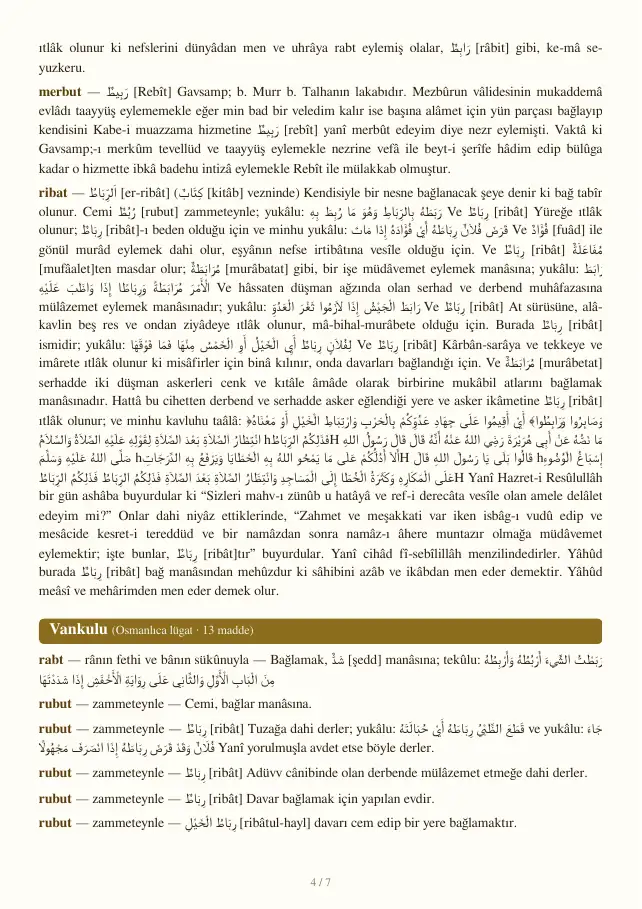 ıtlâk olunur ki nefslerini dünyâdan men ve uhrâya rabt eylemiş olalar, رَابِطٌ [râbit] gibi, ke-mâ se-
yuzkeru.
merbut — رَبِيطٌ [Rebît] Gavsamp; b. Murr b. Talhanın lakabıdır. Mezbûrun vâlidesinin mukaddemâ
evlâdı taayyüş eylememekle eğer min bad bir veledim kalır ise başına alâmet için yün parçası bağlayıp
kendisini Kabe-i muazzama hizmetine رَبِيطٌ [rebît] yanî merbût edeyim diye nezr eylemişti. Vaktâ ki
Gavsamp;-ı merkûm tevellüd ve taayyüş eylemekle nezrine vefâ ile beyt-i şerîfe hâdim edip bülûga
kadar o hizmette ibkâ badehu intizâ eylemekle Rebît ile mülakkab olmuştur.
ribat — اَلرِّبَاطُ [er-ribât] (كِتَابٌ [kitâb] vezninde) Kendisiyle bir nesne bağlanacak şeye denir ki bağ tabîr
olunur. Cemi رُبُطٌ [rubut] zammeteynle; yukâlu: رَبَطَهُ بِالرِّبَاطِ وَهُوَ مَا رُبِطَ بِهِ Ve رِبَاطٌ [ribât] Yüreğe ıtlâk
olunur; رِبَاطٌ [ribât]-ı beden olduğu için ve minhu yukâlu: قَرَضَ فُلاَنٌ رِبَاطَهُ أَيْ فُؤَادَهُ إِذَا مَاتَ Ve فُؤَادٌ [fuâd] ile
gönül murâd eylemek dahi olur, eşyânın nefse irtibâtına vesîle olduğu için. Ve رِبَاطٌ [ribât] مُفَاعَلَةٌ
[mufâalet]ten masdar olur; مُرَابَطَةٌ [murâbatat] gibi, bir işe müdâvemet eylemek manâsına; yukâlu: رَابَطَ
الْأَمْرَ مُرَابَطَةً وَرِبَاطًا إِذَا وَاظَبَ عَلَيْهِ Ve hâssaten düşman ağzında olan serhad ve derbend muhâfazasına
mülâzemet eylemek manâsınadır; yukâlu: رَابَطَ الْجَيْشُ إِذَا لاَزَمُوا ثَغْرَ الْعَدُوِّ Ve رِبَاطٌ [ribât] At sürüsüne, alâ-
kavlin beş res ve ondan ziyâdeye ıtlâk olunur, mâ-bihal-murâbete olduğu için. Burada رِبَاطٌ [ribât]
ismidir; yukâlu: لِفُلاَنٍ رِبَاطٌ أَيِ الْخَيْلُ أَوِ الْخَمْسُ مِنْهَا فَمَا فَوْقَهَا Ve رِبَاطٌ [ribât] Kârbân-sarâya ve tekkeye ve
imârete ıtlâk olunur ki misâfirler için binâ kılınır, onda davarları bağlandığı için. Ve مُرَابَطَةٌ [murâbetat]
serhadde iki düşman askerleri cenk ve kıtâle âmâde olarak birbirine mukâbil atlarını bağlamak
manâsınadır. Hattâ bu cihetten derbend ve serhadde asker eğlendiği yere ve asker ikâmetine رِبَاطٌ [ribât]
ıtlâk olunur; ve minhu kavluhu taâlâ: ﴿وَصَابِرُوا وَرَابِطُوا﴾ أَيْ أَقِيمُوا عَلَى جِهَادِ عَدُوِّكُمْ بِالْحَرْبِ وَارْتِبَاطِ الْخَيْلِ أَوْ مَعْنَاهُ
انْتِظَارُ الصَّلاَةِ بَعْدَ الصَّلاَةِ لِقَوْلِهِ عَلَيْهِ الصَّلاَةُ وَالسَّلاَمُ hفَذَلِكُمُ الرِّبَاطُH مَا نَصُّهُ عَنْ أَبِي هُرَيْرَةَ رَضِيَ اللهُ عَنْهُ أَنَّهُ قَالَ قَالَ رَسُولُ اللهِ
صَلَّى اللهُ عَلَيْهِ وَسَلَّمَ hأَلاَ أَدُلُّكُمْ عَلَى مَا يَمْحُو اللهُ بِهِ الْخَطَايَا وَيَرْفَعُ بِهِ الدَّرَجَاتِH قَالُوا بَلَى يَا رَسُولَ اللهِ قَالَ hإِسْبَاغُ الْوُضُوءِ
عَلَى الْمَكَارِهِ وَكَثْرَةُ الْخُطَا إِلَى الْمَسَاجِدِ وَانْتِظَارُ الصَّلاَةِ بَعْدَ الصَّلاَةِ فَذَلِكُمُ الرِّبَاطُ فَذَلِكُمُ الرِّبَاطُH Yanî Hazret-i Resûlullâh
bir gün ashâba buyurdular ki “Sizleri mahv-ı zünûb u hatâyâ ve ref-i derecâta vesîle olan amele delâlet
edeyim mi?” Onlar dahi niyâz ettiklerinde, “Zahmet ve meşakkati var iken isbâg-ı vudû edip ve
mesâcide kesret-i tereddüd ve bir namâzdan sonra namâz-ı âhere muntazır olmağa müdâvemet
eylemektir; işte bunlar, رِبَاطٌ [ribât]tır” buyurdular. Yanî cihâd fî-sebîlillâh menzilindedirler. Yâhûd
burada رِبَاطٌ [ribât] bağ manâsından mehûzdur ki sâhibini azâb ve ikâbdan men eder demektir. Yâhûd
meâsî ve mehârimden men eder demek olur.
Vankulu (Osmanlıca lügat · 13 madde)
rabt — rânın fethi ve bânın sükûnuyla — Bağlamak, شَدٌّ [şedd] manâsına; tekûlu: رَبَطْتُ الشَّيْءَ أَرْبُطُهُ وَأَرْبِطُهُ
مِنَ الْبَابِ الْأَوَّلِ وَالثَّانِي عَلَى رِوَايَةِ الْأَخْفَشِ إِذَا شَدَدْتَهَا
rubut — zammeteynle — Cemi, bağlar manâsına.
rubut — zammeteynle — رِبَاطٌ [ribât] Tuzağa dahi derler; yukâlu: قَطَعَ الظَّبْيُ رِبَاطَهُ أَيْ حُبَالَتَهُ ve yukâlu: جَاءَ
فُلاَنٌ وَقَدْ قَرَضَ رِبَاطَهُ إِذَا انْصَرَفَ مَجْهُودًا Yanî yorulmuşla avdet etse böyle derler.
rubut — zammeteynle — رِبَاطٌ [ribât] Adüvv cânibinde olan derbende mülâzemet etmeğe dahi derler.
rubut — zammeteynle — رِبَاطٌ [ribât] Davar bağlamak için yapılan evdir.
rubut — zammeteynle — رِبَاطُ الْخَيْلِ [ribâtul-hayl] davarı cem edip bir yere bağlamaktır.
4 / 7